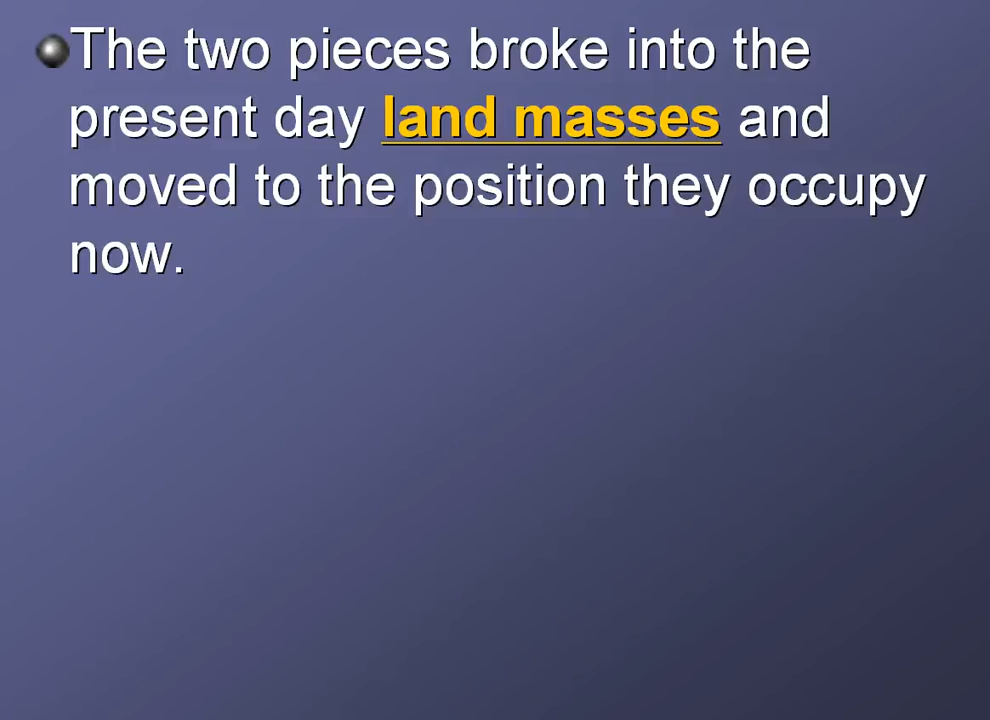 The two pieces broke into the
present day land masses and
moved to the position they occupy
now.